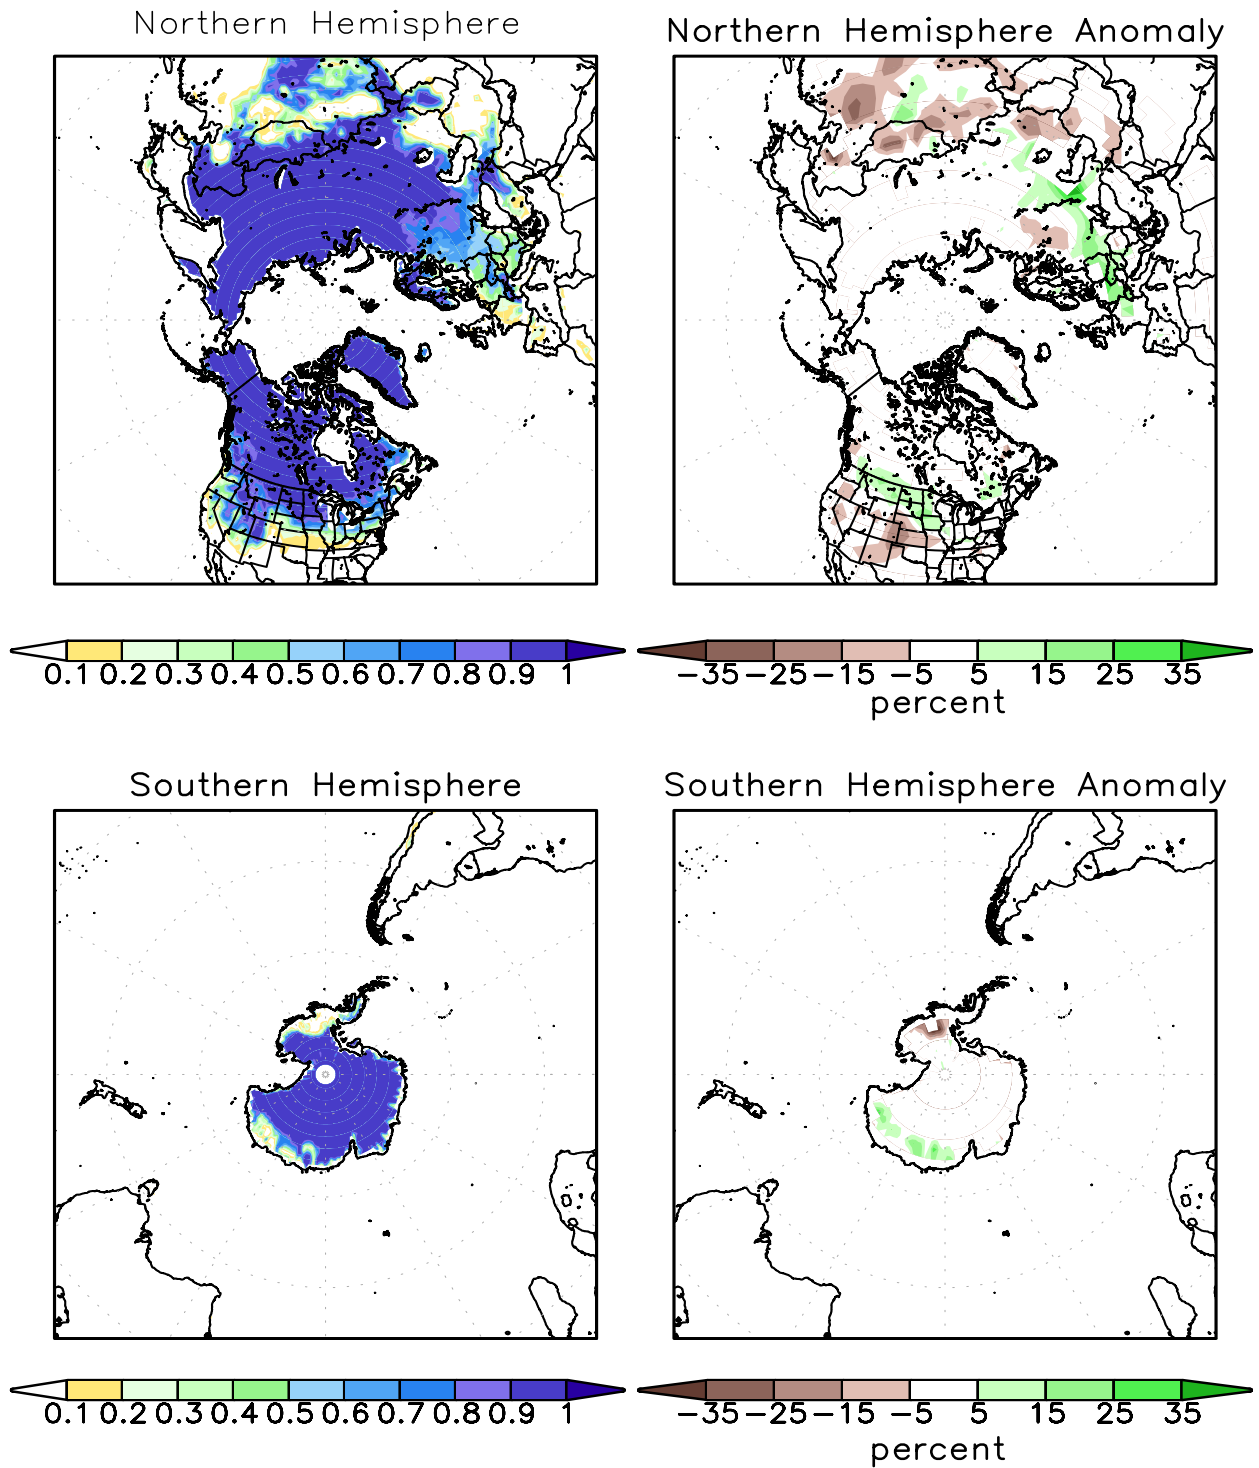 Northern Hemisphere
Northern Hemisphere Anomaly
0.1 0.2 0.3 0.4 0.5 0.6 0.7 0.8 0.9 1
-35 -25 -15 -5 5 15 25 35
percent
Southern Hemisphere
Southern Hemisphere Anomaly
0.1 0.2 0.3 0.4 0.5 0.6 0.7 0.8 0.9 1
-35 -25 -15 -5 5 15 25 35
percent